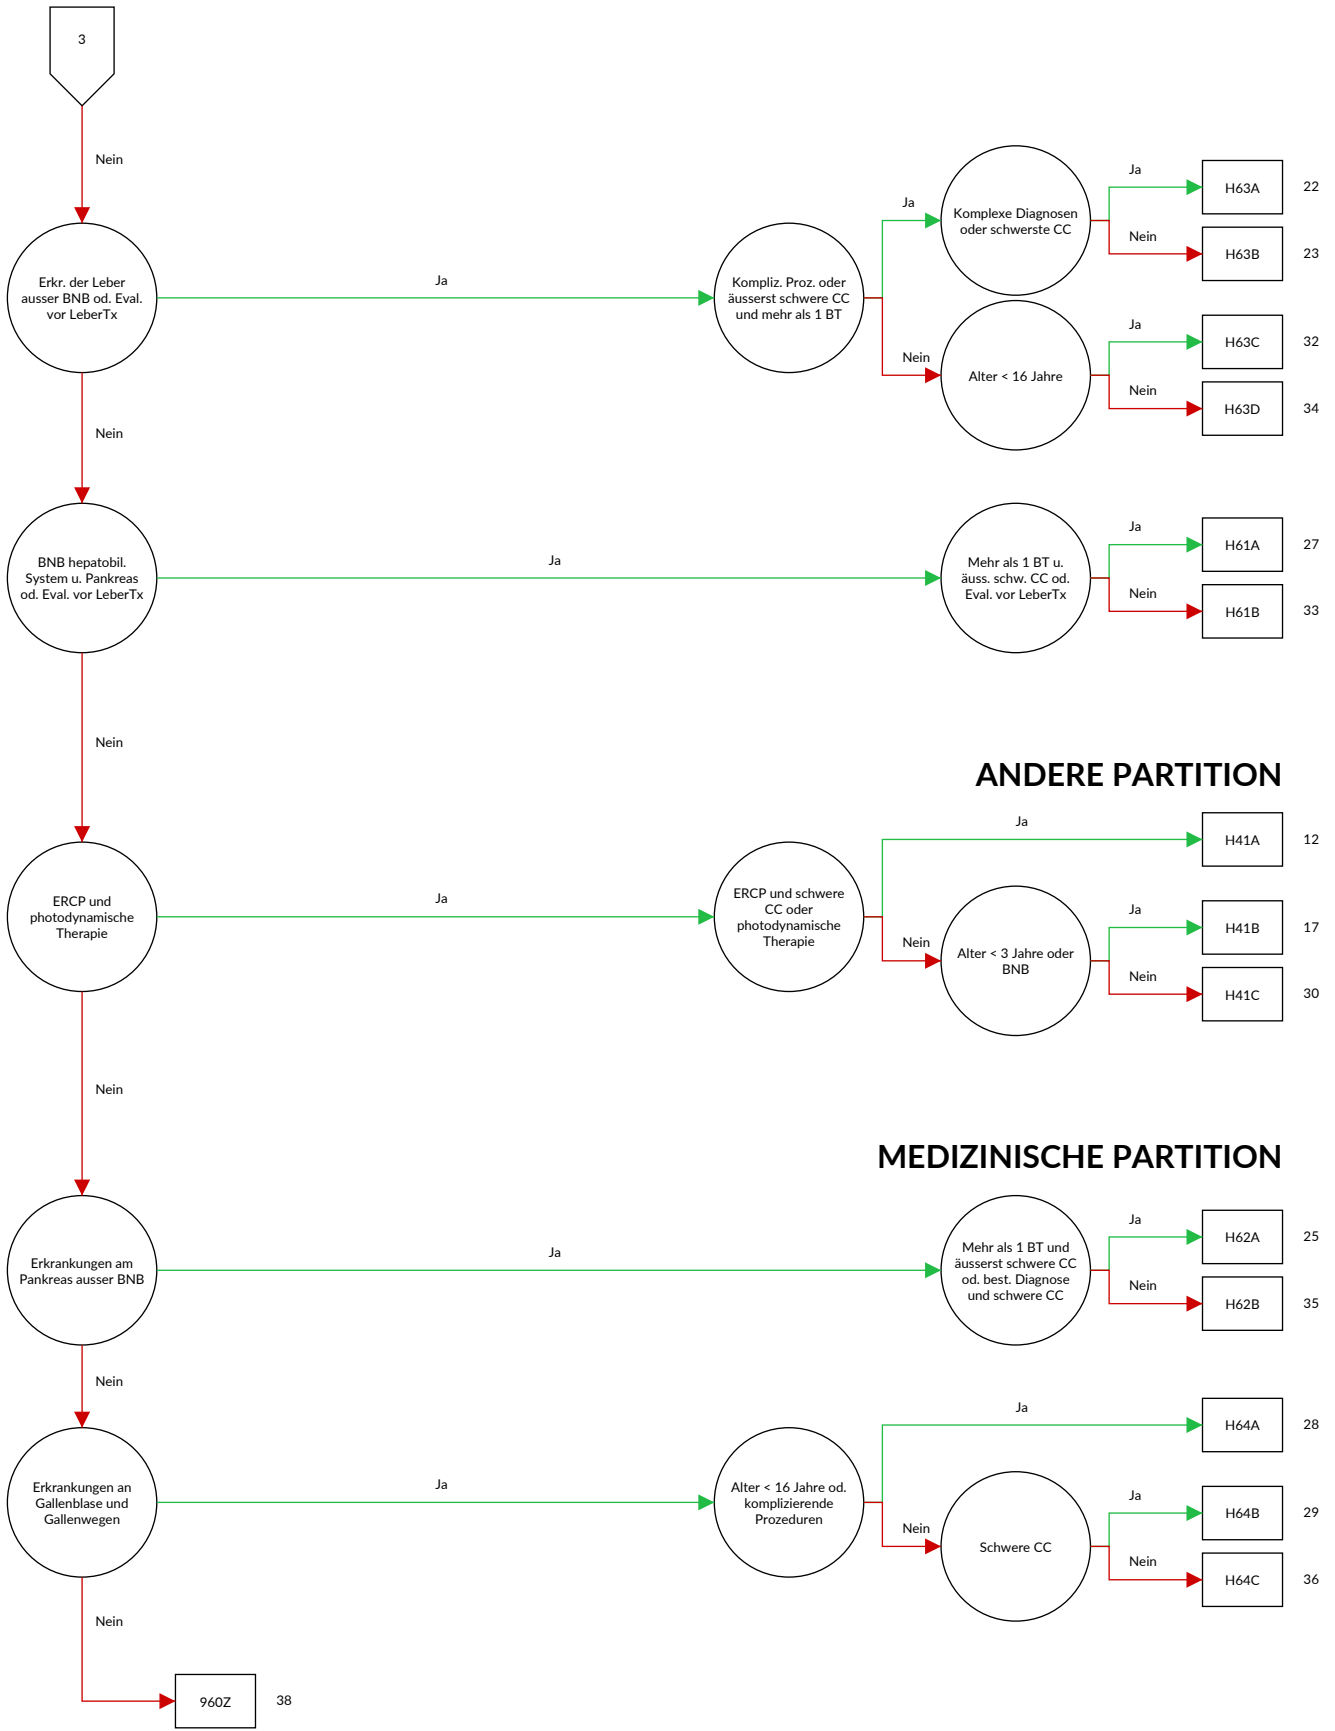 3
Nein
Erkr. der Leber
ausser BNB od. Eval.
vor LeberTx
Ja
Kompliz. Proz. oder
äusserst schwere CC
und mehr als 1 BT
Ja
Komplexe Diagnosen
oder schwerste CC
Ja
H63A
22
Nein
H63B
23
Nein
Alter < 16 Jahre
Ja
H63C
32
Nein
H63D
34
Nein
BNB hepatobil.
System u. Pankreas
od. Eval. vor LeberTx
Ja
Mehr als 1 BT u.
äuss. schw. CC od.
Eval. vor LeberTx
Ja
H61A
27
Nein
H61B
33
Nein
ANDERE PARTITION
ERCP und
photodynamische
Therapie
Ja
ERCP und schwere
CC oder
photodynamische
Therapie
Ja
H41A
12
Nein
Alter < 3 Jahre oder
BNB
Ja
H41B
17
Nein
H41C
30
Nein
MEDIZINISCHE PARTITION
Erkrankungen am
Pankreas ausser BNB
Ja
Mehr als 1 BT und
äusserst schwere CC
od. best. Diagnose
und schwere CC
Ja
H62A
25
Nein
H62B
35
Nein
Erkrankungen an
Gallenblase und
Gallenwegen
Ja
Alter < 16 Jahre od.
komplizierende
Prozeduren
Ja
H64A
28
Nein
Schwere CC
Ja
H64B
29
Nein
H64C
36
Nein
960Z
38